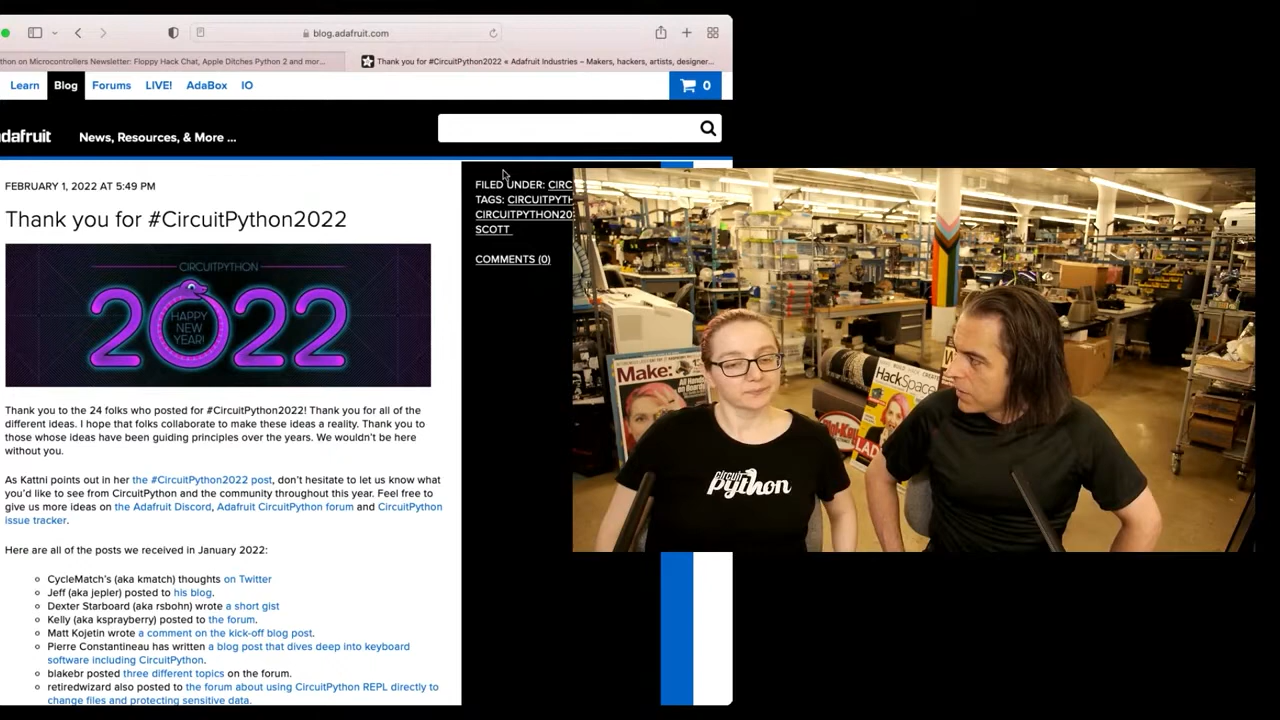 blog.adafruit.com
thon on Microcontrollers Newsletter: Floppy Hack Chat, Apple Ditches Python 2 and mor...
Thank you for #CircuitPython2022 « Adafruit Industries – Makers, hackers, artists, designer...
Learn Blog Forums LIVE! AdaBox IO 0
adafruit News, Resources, & More ...
FEBRUARY 1, 2022 AT 5:49 PM
Thank you for #CircuitPython2022
CIRCUITPYTHON
2022
HAPPY
NEW
YEAR!
Thank you to the 24 folks who posted for #CircuitPython2022! Thank you for all of the
different ideas. I hope that folks collaborate to make these ideas a reality. Thank you to
those whose ideas have been guiding principles over the years. We wouldn't be here
without you.
As Kattni points out in her the #CircuitPython2022 post, don't hesitate to let us know what
you'd like to see from CircuitPython and the community throughout this year. Feel free to
give us more ideas on the Adafruit Discord, Adafruit CircuitPython forum and CircuitPython
issue tracker.
Here are all of the posts we received in January 2022:
CycleMatch's (aka kmatch) thoughts on Twitter
Jeff (aka jepler) posted to his blog.
Dexter Starboard (aka rsbohn) wrote a short gist
Kelly (aka ksprayberry) posted to the forum.
Matt Kojetin wrote a comment on the kick-off blog post.
Pierre Constantineau has written a blog post that dives deep into keyboard
software including CircuitPython.
blakebr posted three different topics on the forum.
retiredwizard also posted to the forum about using CircuitPython REPL directly to
change files and protecting sensitive data.
FILED UNDER: CIRC
TAGS: CIRCUITPYTH
CIRCUITPYTHON20
SCOTT
COMMENTS (0)
Make:
All Hands
on Boards
HackSpace
Digi-Key
LAD
circuit
python